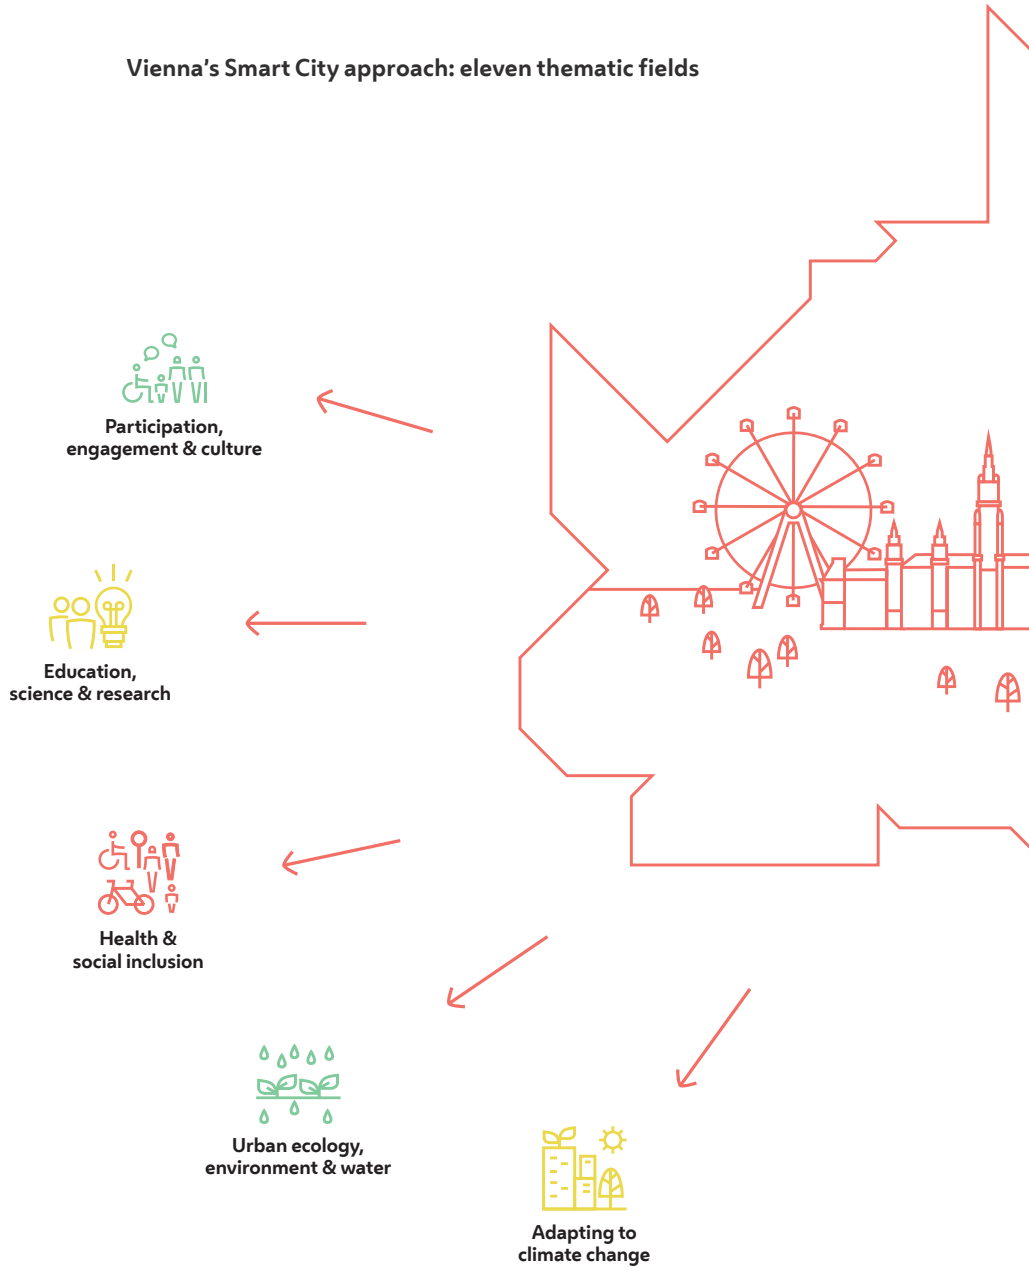 Vienna's Smart City approach: eleven thematic fields
Participation,
engagement & culture
Education,
science & research
Health &
social inclusion
Urban ecology,
environment & water
Adapting to
climate change